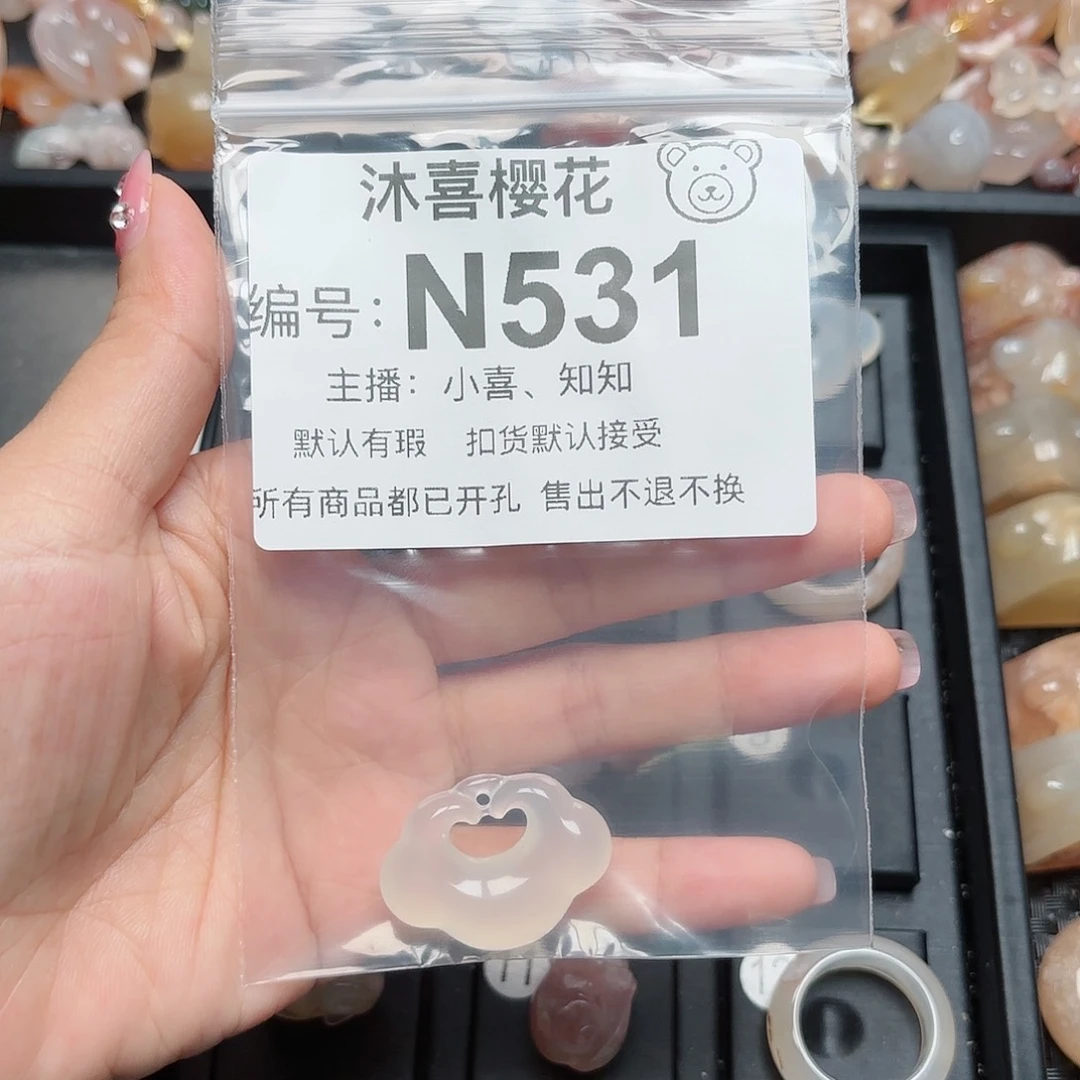 沐喜樱花
编号：N531
主播：小喜、知知
默认有瑕 扣货默认接受
所有商品都已开孔 售出不退不换
11